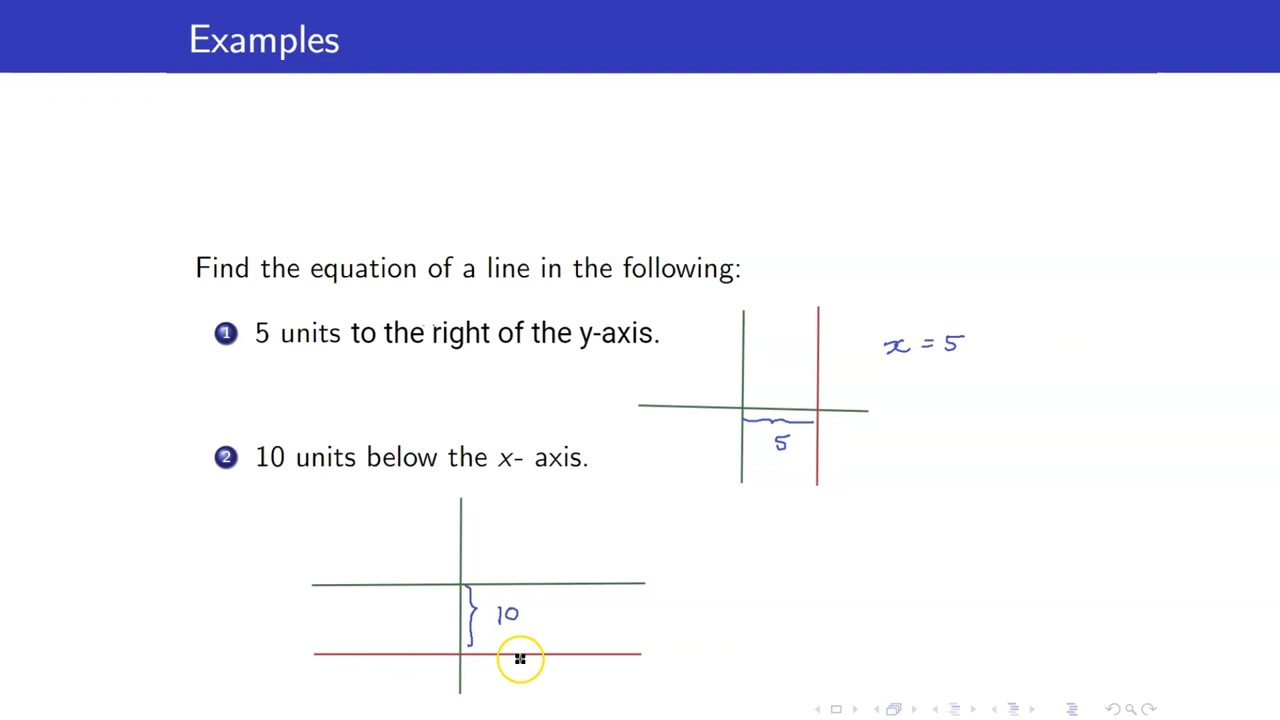 Examples
Find the equation of a line in the following:
1 5 units to the right of the y-axis.
x = 5
5
2 10 units below the x- axis.
10